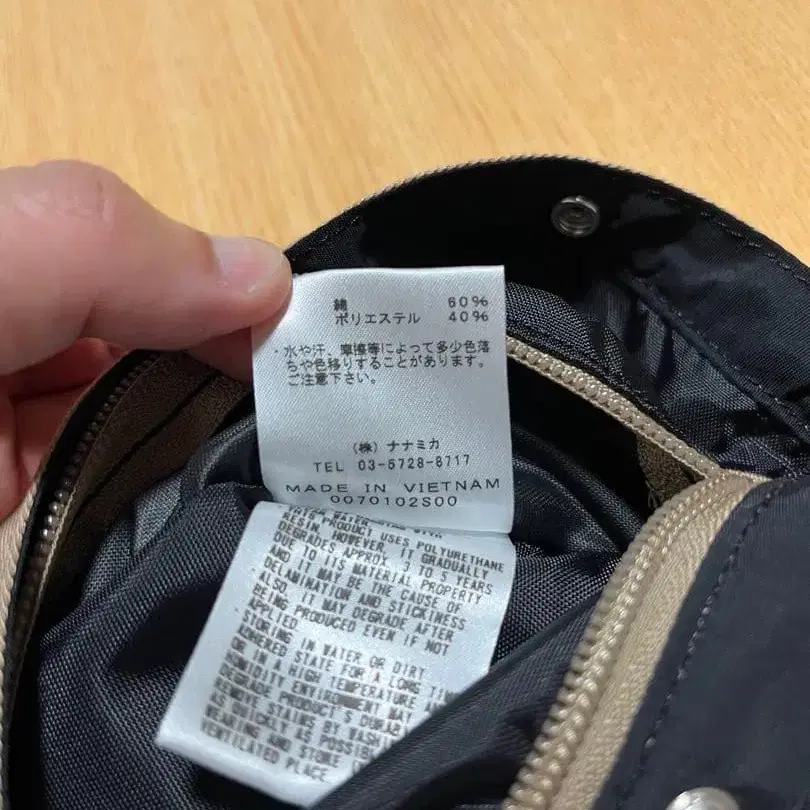 綿 60%
ポリエステル 40%
・水や汗、摩擦等によって多少色落
ちや色移りすることがあります。
ご注意下さい。
(株) ナナミカ
TEL 03-5728-8717
MADE IN VIETNAM
0070102S00
PRODUCT USES POLYURETHANE
RESIN. HOWEVER, IT GRADUALLY
DEGRADES APPROX. 3 TO 5 YEARS
DUE TO ITS MATERIAL PROPERTY
AND IT MAY BE THE CAUSE OF
DELAMINATION AND STICKINESS
ALSO, IT MAY DEGRADE AFTER
BEING PRODUCED EVEN IF NOT
APPLIED
STORING IN WATER OR DIRT
ADHERED STATE FOR A LONG TIME
OR IN A HIGH TEMPERATURE AND
HUMIDITY ENVIRONMENT MAY
DEGRADE PRODUCT'S
REMOVE STAINS BY
AS QUICKLY AS POSSIBLE
AND STORE
VENTILATED PLACE.